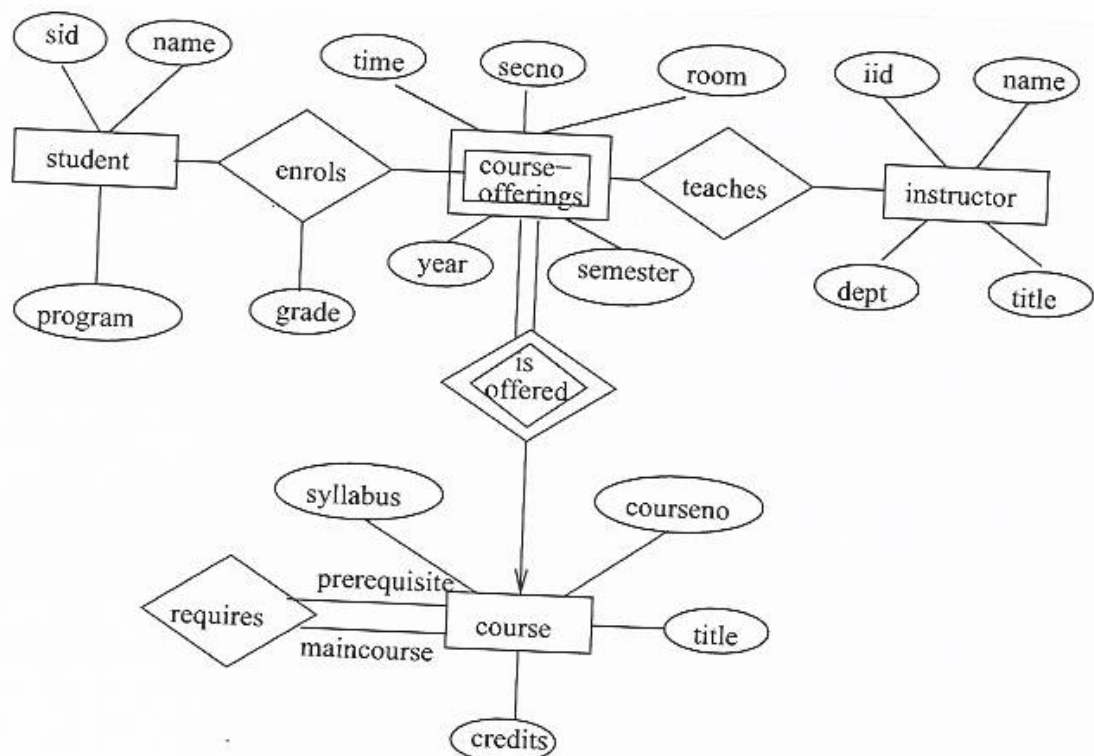 sid
name
time
secno
room
iid
name
student
enrols
course-
offerings
teaches
instructor
year
semester
program
grade
dept
title
is
offered
syllabus
courseno
prerequisite
requires
course
title
maincourse
credits